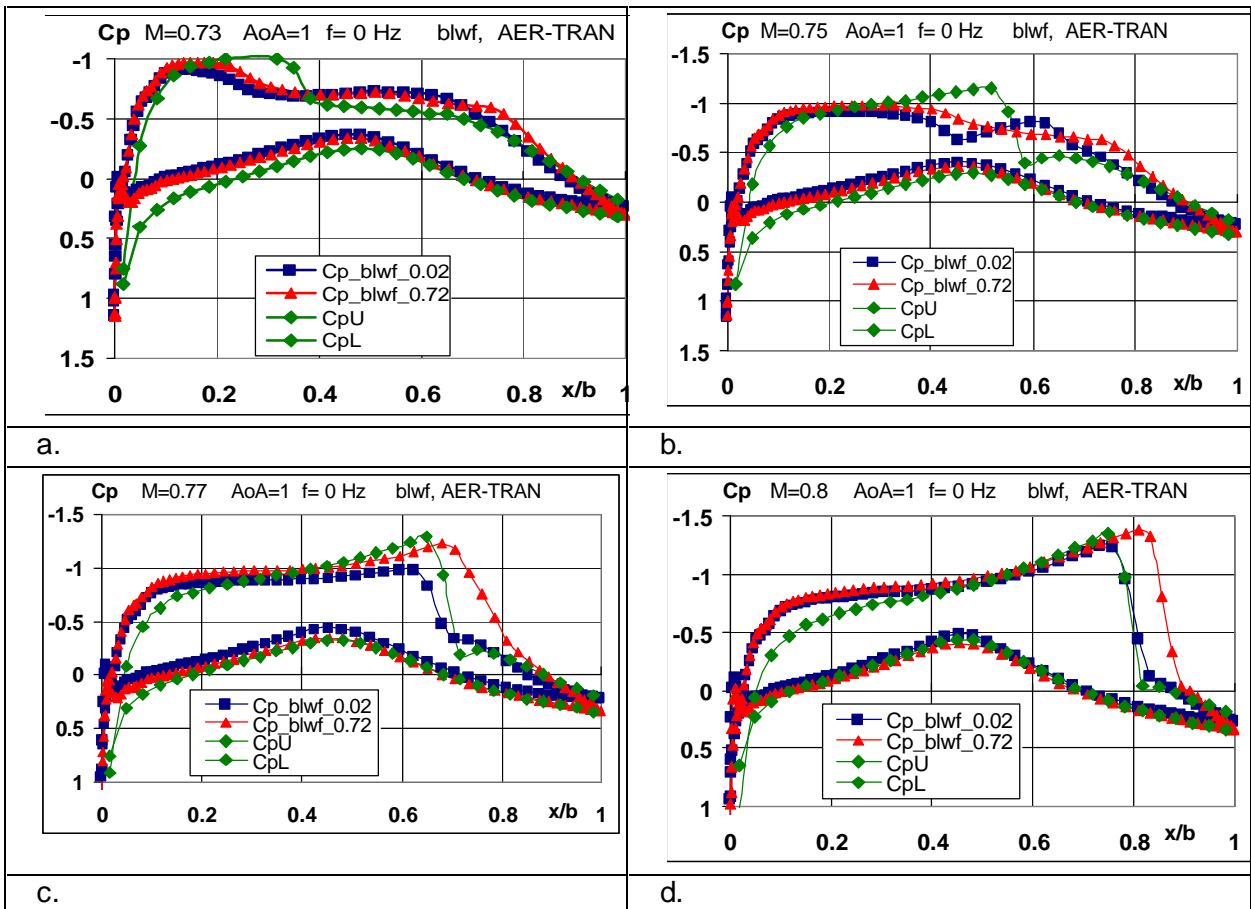 Cp M=0.73 AoA=1 f= 0 Hz blwf, AER-TRAN
-1
-0.5
0
0.5
1
1.5
Cp_blwf_0.02
Cp_blwf_0.72
CpU
CpL
0 0.2 0.4 0.6 0.8 x/b 1
a.
Cp M=0.75 AoA=1 f= 0 Hz blwf, AER-TRAN
-1.5
-1
-0.5
0
0.5
1
1.5
Cp_blwf_0.02
Cp_blwf_0.72
CpU
CpL
0 0.2 0.4 0.6 0.8 x/b 1
b.
Cp M=0.77 AoA=1 f= 0 Hz blwf, AER-TRAN
-1.5
-1
-0.5
0
0.5
1
Cp_blwf_0.02
Cp_blwf_0.72
CpU
CpL
0 0.2 0.4 0.6 0.8 x/b 1
c.
Cp M=0.8 AoA=1 f= 0 Hz blwf, AER-TRAN
-1.5
-1
-0.5
0
0.5
1
Cp_blwf_0.02
Cp_blwf_0.72
CpU
CpL
0 0.2 0.4 0.6 0.8 x/b 1
d.